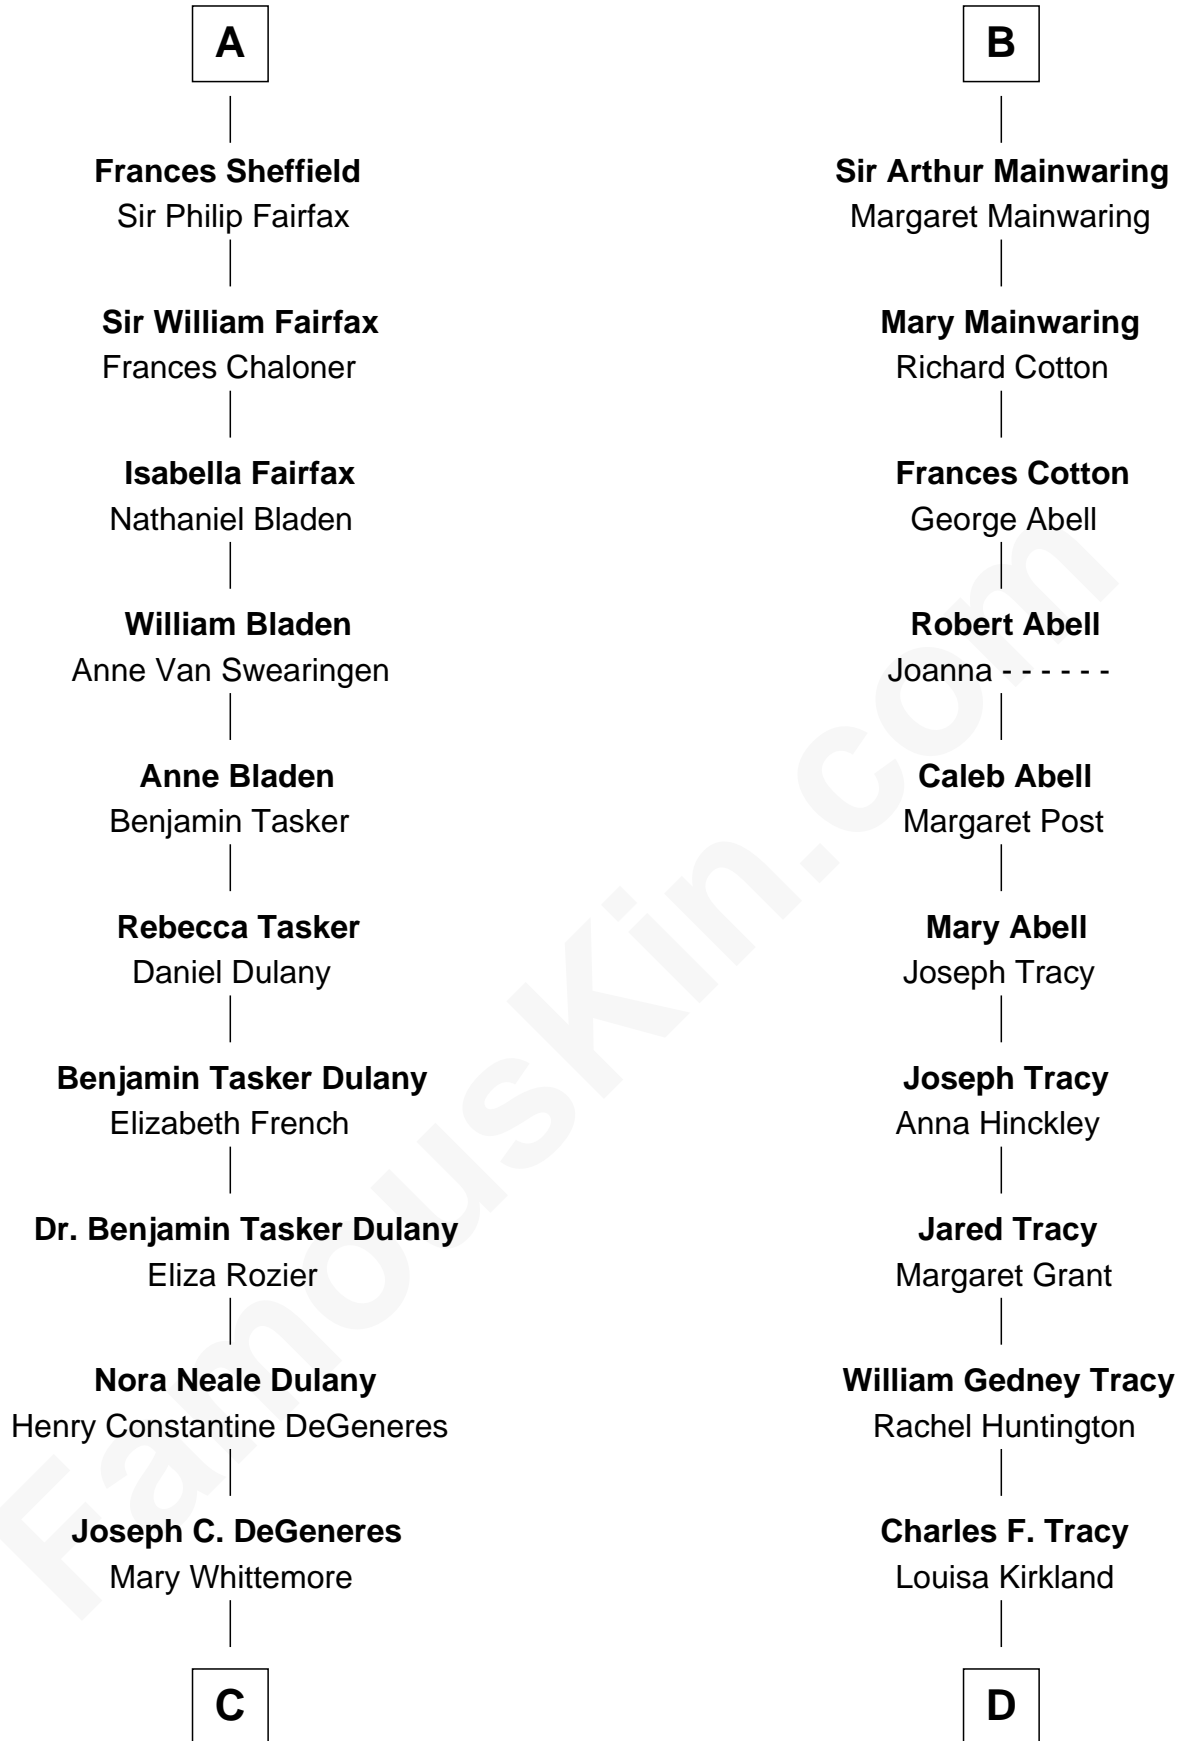 A
Frances Sheffield
Sir Philip Fairfax
Sir William Fairfax
Frances Chaloner
Isabella Fairfax
Nathaniel Bladen
William Bladen
Anne Van Swearingen
Anne Bladen
Benjamin Tasker
Rebecca Tasker
Daniel Dulany
Benjamin Tasker Dulany
Elizabeth French
Dr. Benjamin Tasker Dulany
Eliza Rozier
Nora Neale Dulany
Henry Constantine DeGeneres
Joseph C. DeGeneres
Mary Whittemore
C
B
Sir Arthur Mainwaring
Margaret Mainwaring
Mary Mainwaring
Richard Cotton
Frances Cotton
George Abell
Robert Abell
Joanna - - - - - -
Caleb Abell
Margaret Post
Mary Abell
Joseph Tracy
Joseph Tracy
Anna Hinckley
Jared Tracy
Margaret Grant
William Gedney Tracy
Rachel Huntington
Charles F. Tracy
Louisa Kirkland
D
FamousKin.com